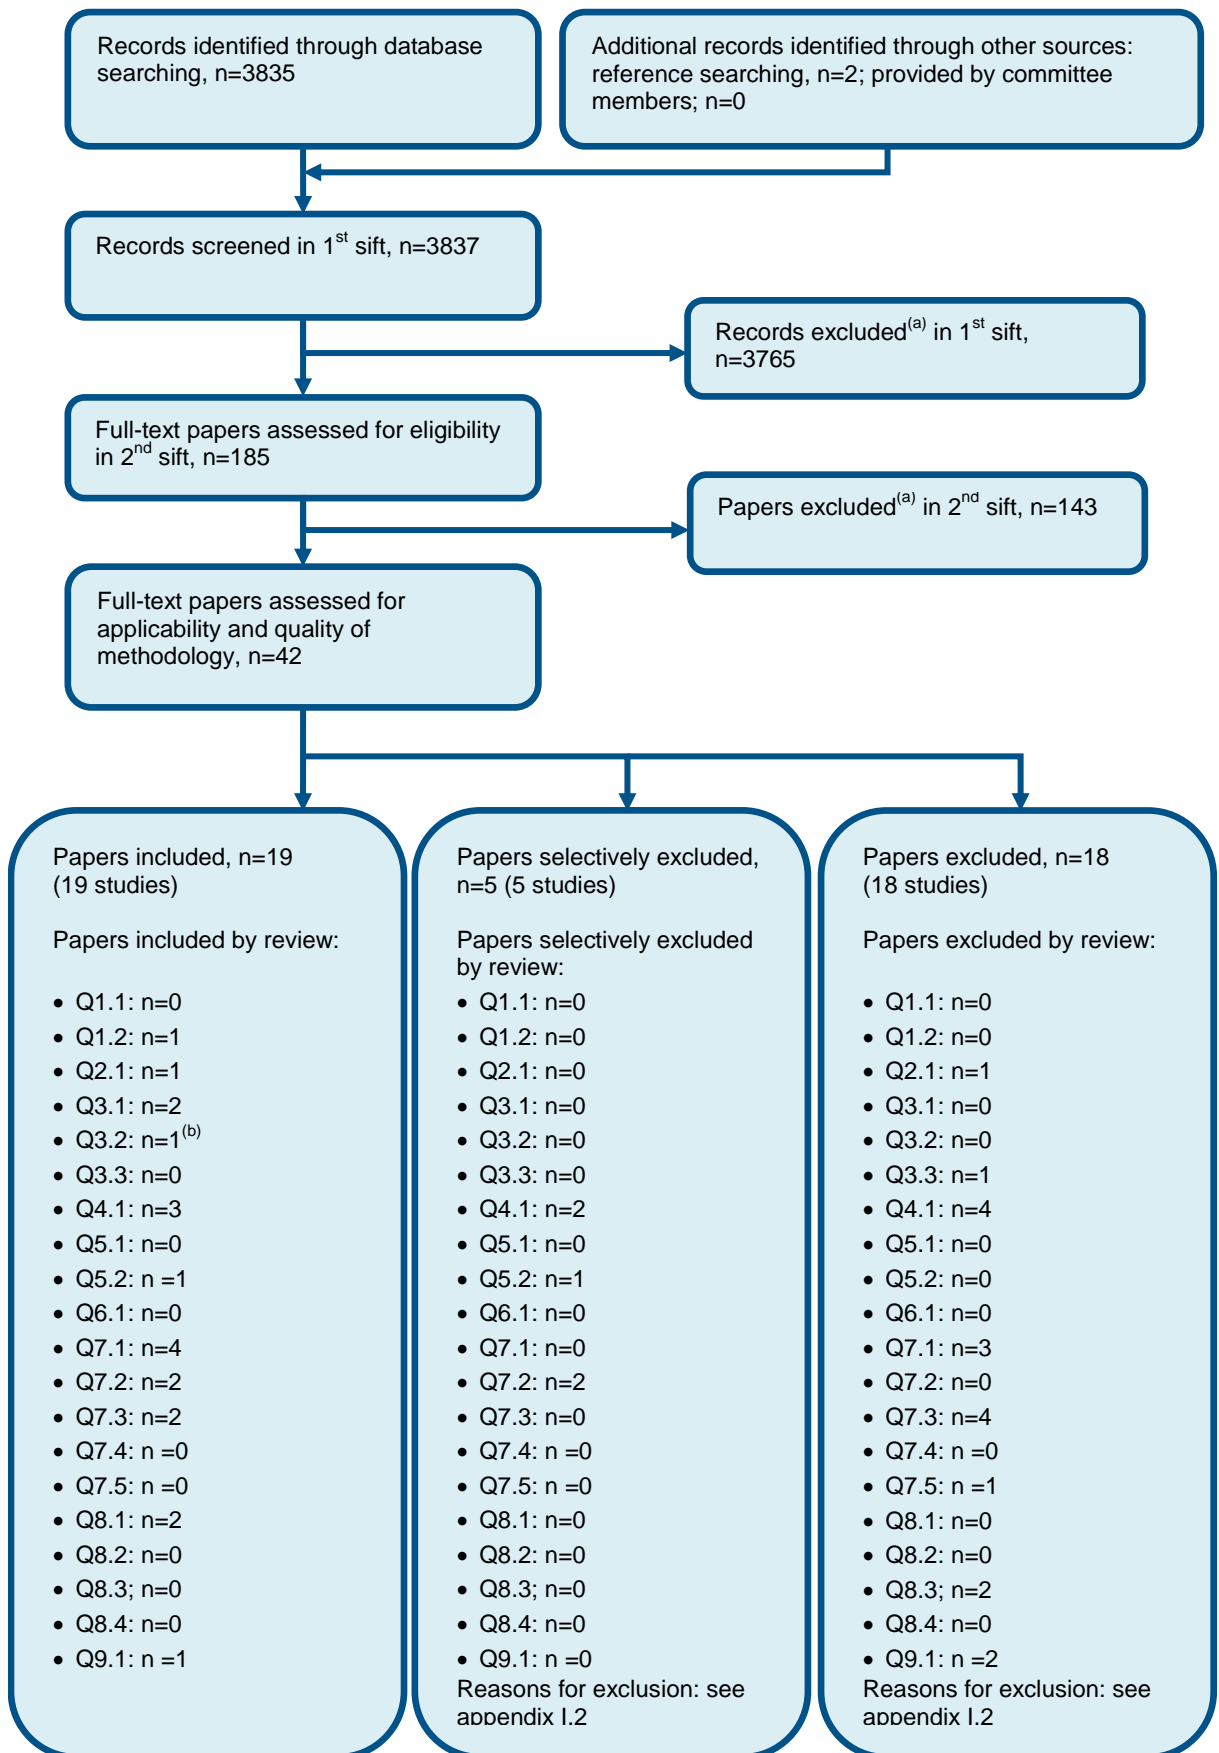 Records identified through database
searching, n=3835
Additional records identified through other sources:
reference searching, n=2; provided by committee
members; n=0
Records screened in 1st sift, n=3837
Records excluded(a) in 1st sift,
n=3765
Full-text papers assessed for eligibility
in 2nd sift, n=185
Papers excluded(a) in 2nd sift, n=143
Full-text papers assessed for
applicability and quality of
methodology, n=42
Papers included, n=19
(19 studies)
Papers included by review:
• Q1.1: n=0
• Q1.2: n=1
• Q2.1: n=1
• Q3.1: n=2
• Q3.2: n=1(b)
• Q3.3: n=0
• Q4.1: n=3
• Q5.1: n=0
• Q5.2: n =1
• Q6.1: n=0
• Q7.1: n=4
• Q7.2: n=2
• Q7.3: n=2
• Q7.4: n =0
• Q7.5: n =0
• Q8.1: n=2
• Q8.2: n=0
• Q8.3; n=0
• Q8.4: n=0
• Q9.1: n =1
Papers selectively excluded,
n=5 (5 studies)
Papers selectively excluded
by review:
• Q1.1: n=0
• Q1.2: n=0
• Q2.1: n=0
• Q3.1: n=0
• Q3.2: n=0
• Q3.3: n=0
• Q4.1: n=2
• Q5.1: n=0
• Q5.2: n=1
• Q6.1: n=0
• Q7.1: n=0
• Q7.2: n=2
• Q7.3: n=0
• Q7.4: n =0
• Q7.5: n =0
• Q8.1: n=0
• Q8.2: n=0
• Q8.3; n=0
• Q8.4: n=0
• Q9.1: n =0
Reasons for exclusion: see
appendix I.2
Papers excluded, n=18
(18 studies)
Papers excluded by review:
• Q1.1: n=0
• Q1.2: n=0
• Q2.1: n=1
• Q3.1: n=0
• Q3.2: n=0
• Q3.3: n=1
• Q4.1: n=4
• Q5.1: n=0
• Q5.2: n=0
• Q6.1: n=0
• Q7.1: n=3
• Q7.2: n=0
• Q7.3: n=4
• Q7.4: n =0
• Q7.5: n =1
• Q8.1: n=0
• Q8.2: n=0
• Q8.3; n=2
• Q8.4: n=0
• Q9.1: n =2
Reasons for exclusion: see
appendix I.2